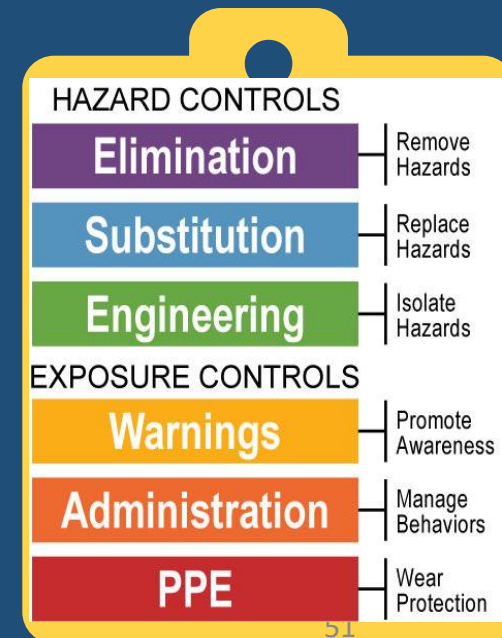 HAZARD CONTROLS
Elimination
Remove
Hazards
Substitution
Replace
Hazards
Engineering
Isolate
Hazards
EXPOSURE CONTROLS
Warnings
Promote
Awareness
Administration
Manage
Behaviors
PPE
Wear
Protection
51